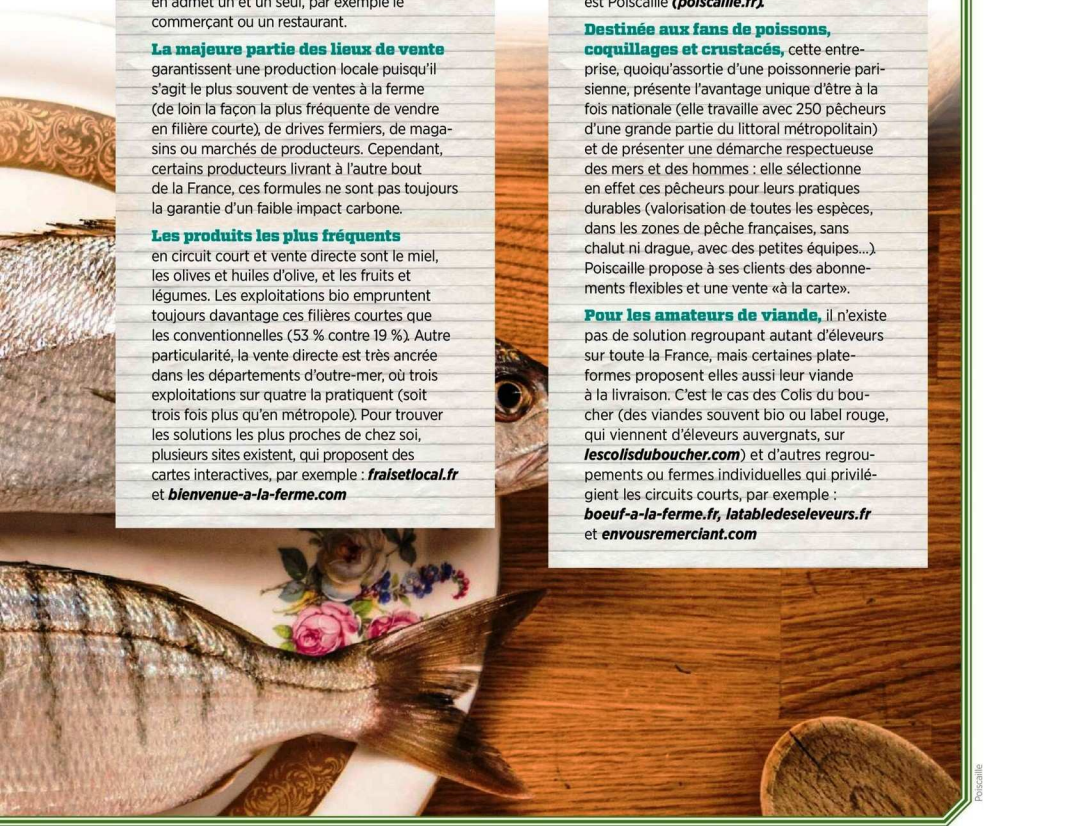 en admet un et un seul, par exemple le
commerçant ou un restaurant.
La majeure partie des lieux de vente
garantissent une production locale puisqu'il
s'agit le plus souvent de ventes à la ferme
(de loin la façon la plus fréquente de vendre
en filière courte), de drives fermiers, de maga-
sins ou marchés de producteurs. Cependant,
certains producteurs livrant à l'autre bout
de la France, ces formules ne sont pas toujours
la garantie d'un faible impact carbone.
Les produits les plus fréquents
en circuit court et vente directe sont le miel,
les olives et huiles d'olive, et les fruits et
légumes. Les exploitations bio empruntent
toujours davantage ces filières courtes que
les conventionnelles (53 % contre 19 %). Autre
particularité, la vente directe est très ancrée
dans les départements d'outre-mer, où trois
exploitations sur quatre la pratiquent (soit
trois fois plus qu'en métropole). Pour trouver
les solutions les plus proches de chez soi,
plusieurs sites existent, qui proposent des
cartes interactives, par exemple : fraisetlocal.fr
et bienvenue-a-la-ferme.com
est Poiscaille (poiscaille.fr).
Destinée aux fans de poissons,
coquillages et crustacés, cette entre-
prise, quoiqu'assortie d'une poissonnerie pari-
sienne, présente l'avantage unique d'être à la
fois nationale (elle travaille avec 250 pêcheurs
d'une grande partie du littoral métropolitain)
et de présenter une démarche respectueuse
des mers et des hommes : elle sélectionne
en effet ces pêcheurs pour leurs pratiques
durables (valorisation de toutes les espèces,
dans les zones de pêche françaises, sans
chalut ni drague, avec des petites équipes...).
Poiscaille propose à ses clients des abonne-
ments flexibles et une vente «à la carte».
Pour les amateurs de viande, il n'existe
pas de solution regroupant autant d'éleveurs
sur toute la France, mais certaines plate-
formes proposent elles aussi leur viande
à la livraison. C'est le cas des Colis du bou-
cher (des viandes souvent bio ou label rouge,
qui viennent d'éleveurs auvergnats, sur
lescolisduboucher.com) et d'autres regrou-
pements ou fermes individuelles qui privilé-
gient les circuits courts, par exemple :
boeuf-a-la-ferme.fr, latabledeseleveurs.fr
et envousremerciant.com
Poiscaille